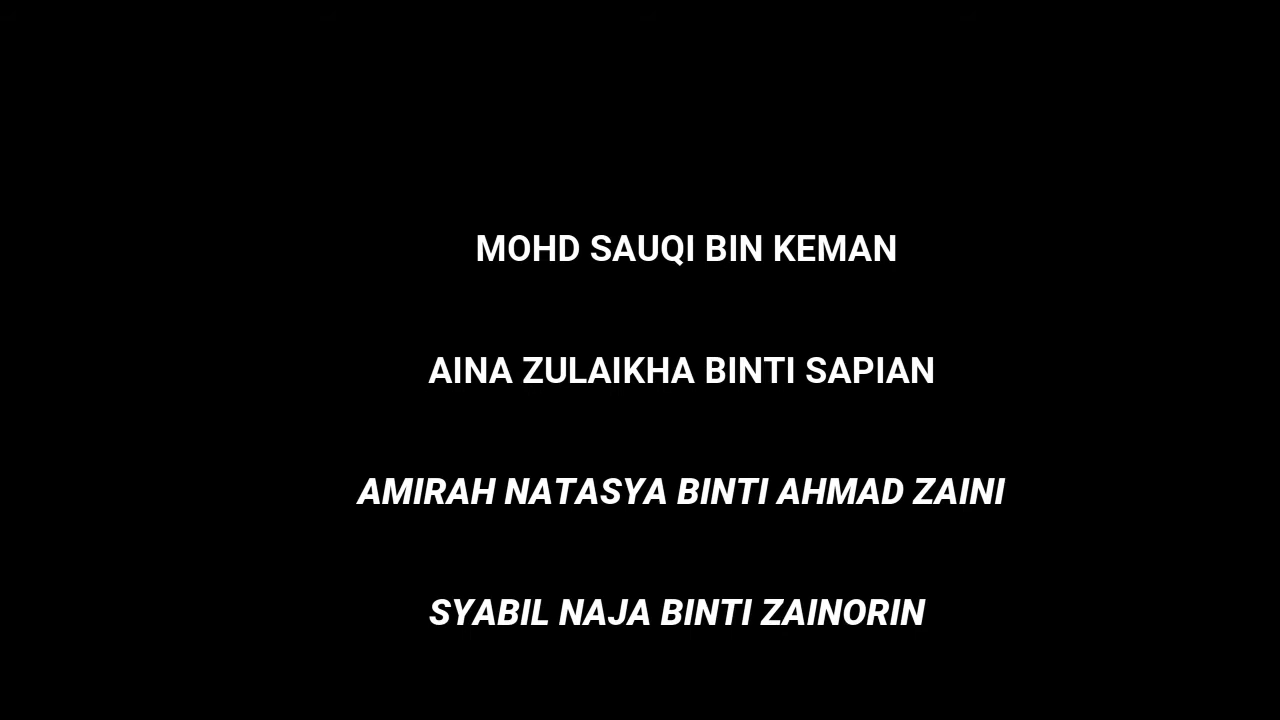 MOHD SAUQI BIN KEMAN
AINA ZULAIKHA BINTI SAPIAN
AMIRAH NATASYA BINTI AHMAD ZAINI
SYABIL NAJA BINTI ZAINORIN